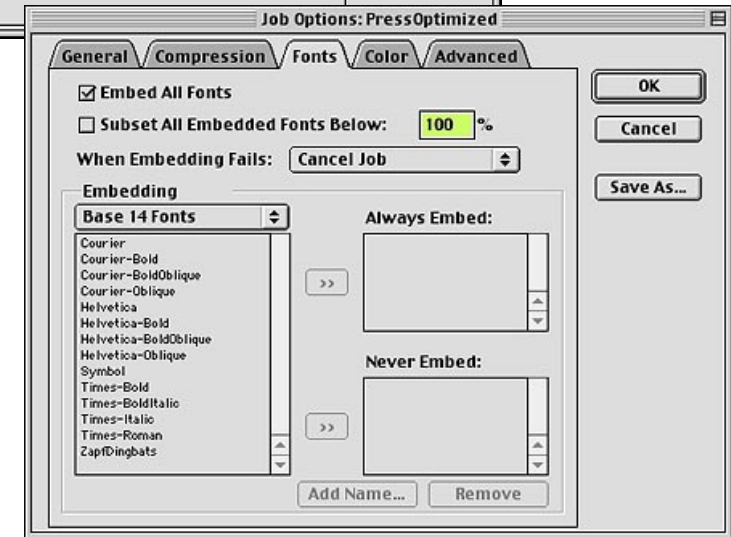 Job Options: PressOptimized
General Compression Fonts Color Advanced
Embed All Fonts
Subset All Embedded Fonts Below: 100 %
When Embedding Fails: Cancel Job
OK
Cancel
Save As...
Embedding
Base 14 Fonts
Courier
Courier-Bold
Courier-BoldOblique
Courier-Oblique
Helvetica
Helvetica-Bold
Helvetica-BoldOblique
Helvetica-Oblique
Symbol
Times-Bold
Times-BoldItalic
Times-Italic
Times-Roman
ZapfDingbats
>>
>>
Always Embed:
Never Embed:
Add Name... Remove